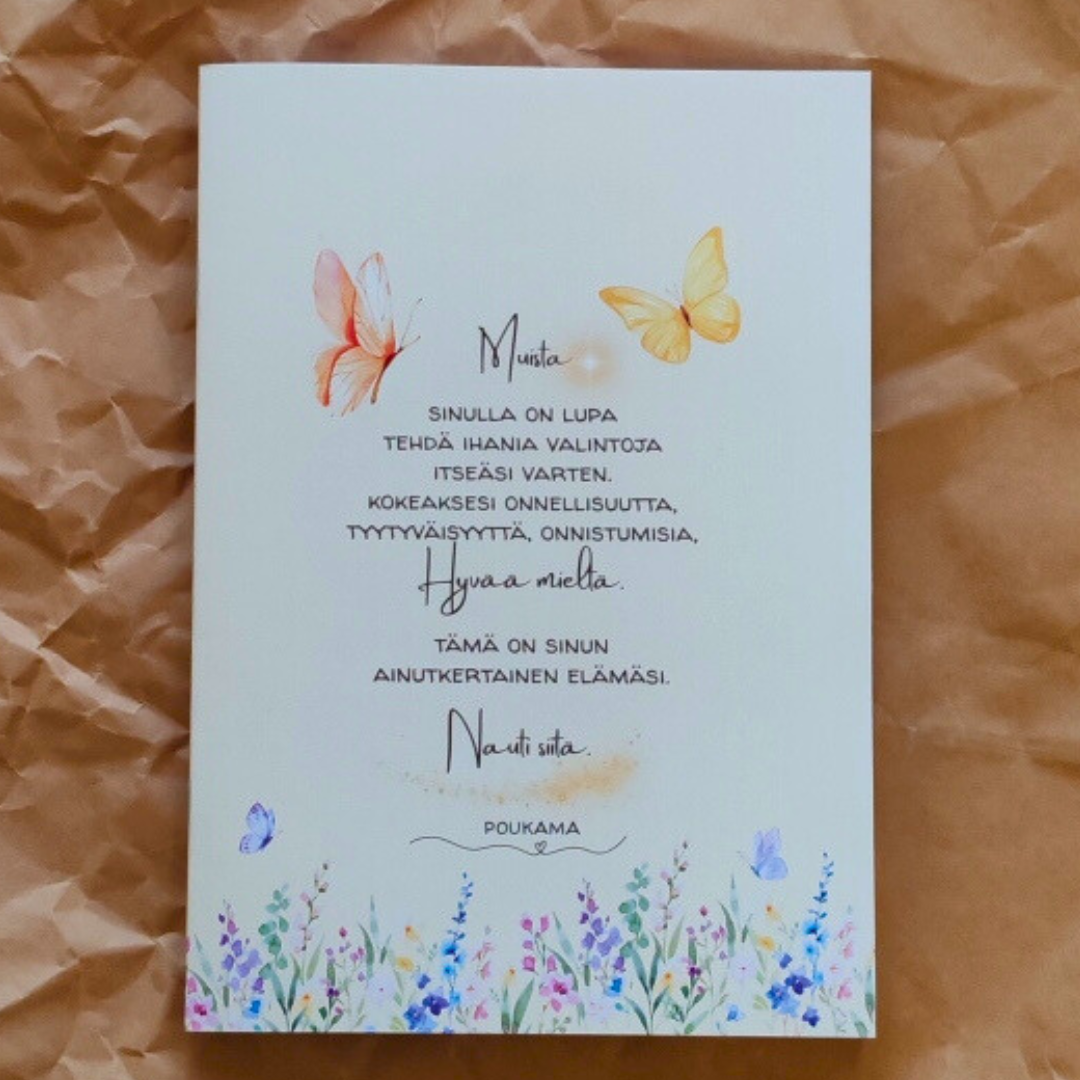 Muista
SINULLA ON LUPA
TEHDÄ IHANIA VALINTOJA
ITSEÄSI VARTEN.
KOKEAKSESI ONNELLISUUTTA,
TYYTYVÄISYYTTÄ, ONNISTUMISIA,
Hyvää mieltä.
TÄMÄ ON SINUN
AINUTKERTAINEN ELÄMÄSI.
Nauti siitä.
POUKAMA